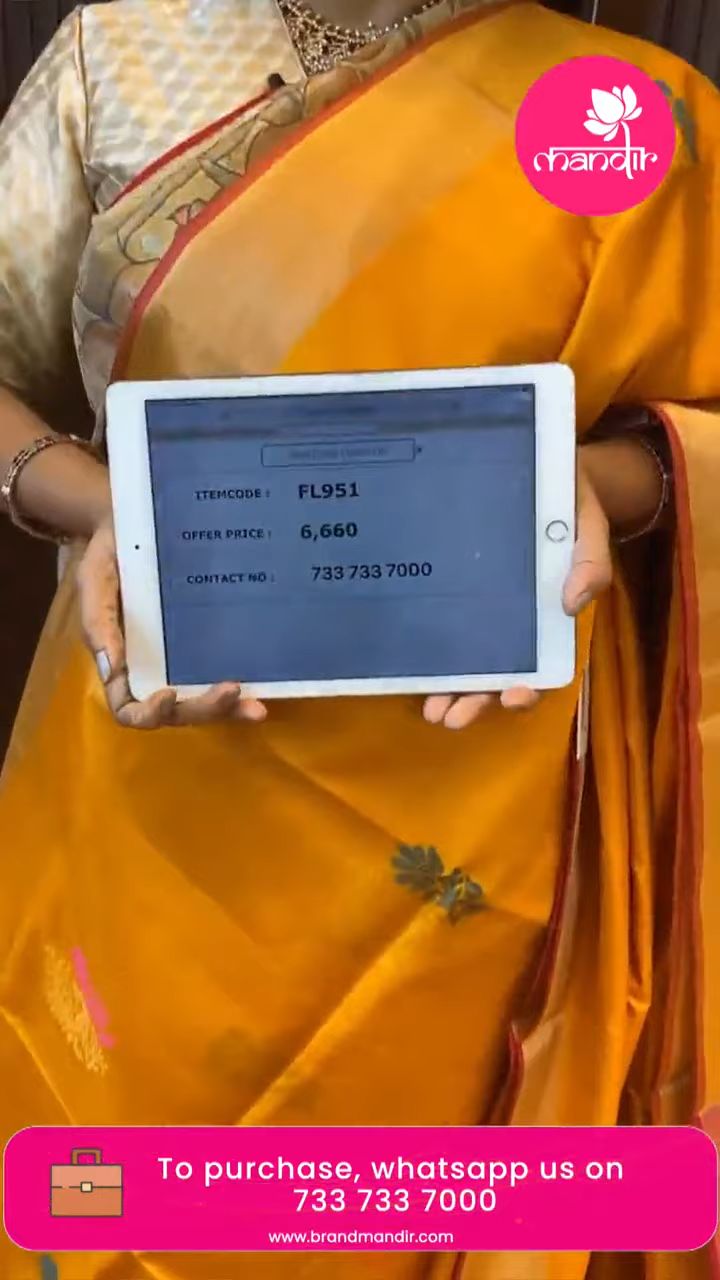 mandir
ITEMCODE : FL951
OFFER PRICE : 6,660
CONTACT NO : 733 733 7000
To purchase, whatsapp us on
733 733 7000
www.brandmandir.com